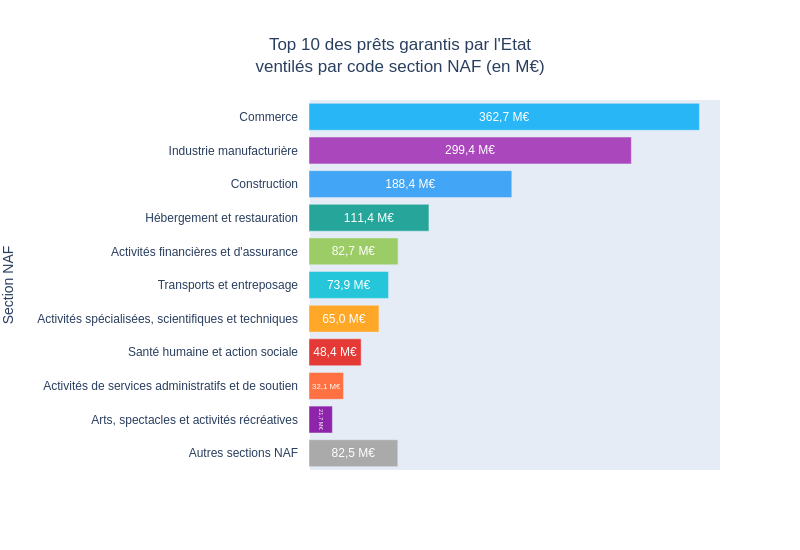 Top 10 des prêts garantis par l'Etat
ventilés par code section NAF (en M€)
Section NAF
Commerce 362,7 M€
Industrie manufacturière 299,4 M€
Construction 188,4 M€
Hébergement et restauration 111,4 M€
Activités financières et d'assurance 82,7 M€
Transports et entreposage 73,9 M€
Activités spécialisées, scientifiques et techniques 65,0 M€
Santé humaine et action sociale 48,4 M€
Activités de services administratifs et de soutien 32,1 M€
Arts, spectacles et activités récréatives 21,7 M€
Autres sections NAF 82,5 M€